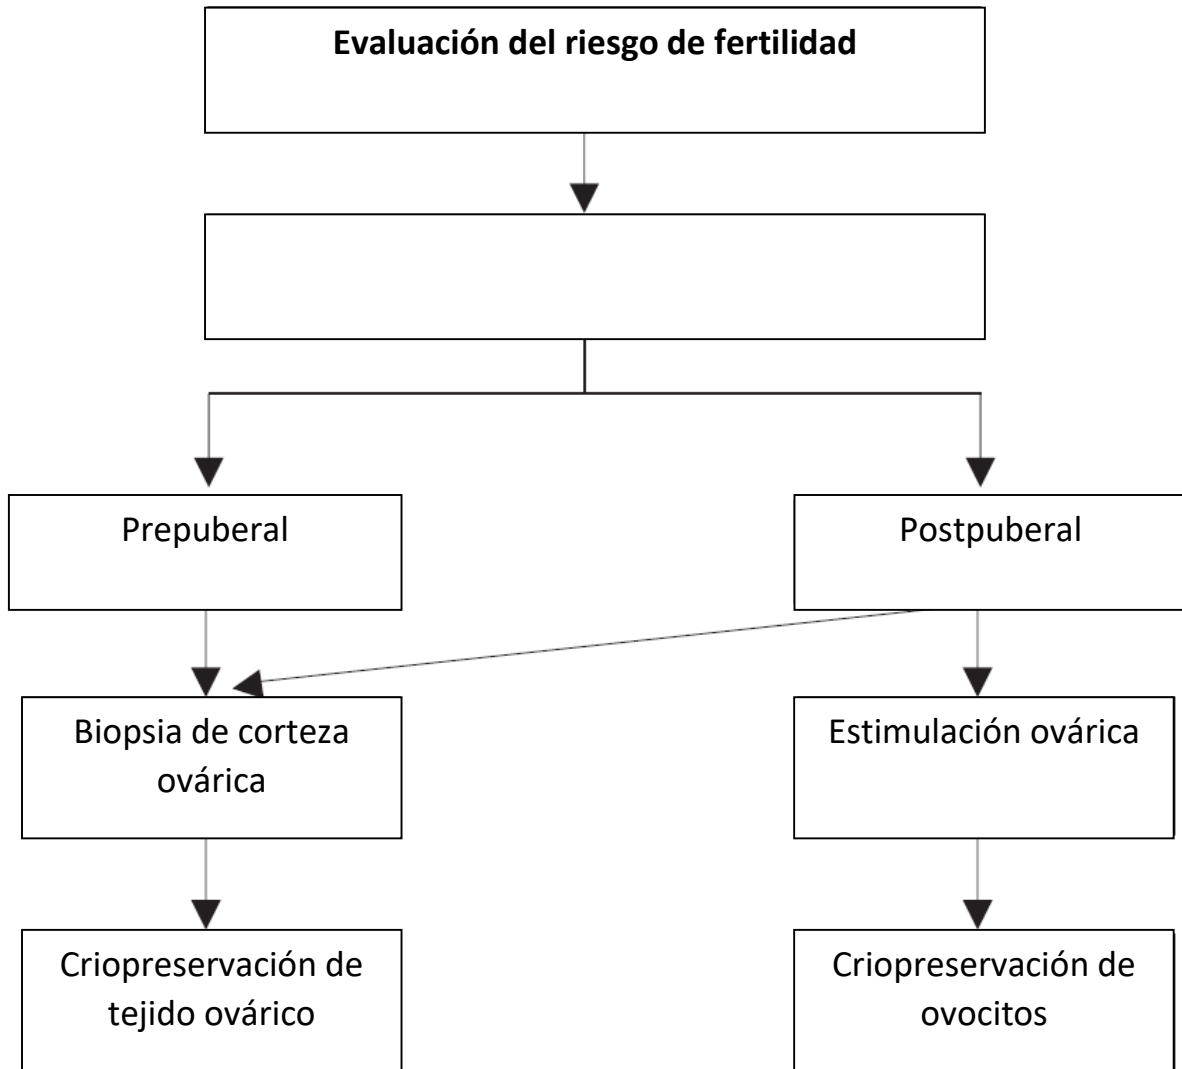 Evaluación del riesgo de fertilidad
Prepuberal
Postpuberal
Biopsia de corteza
ovárica
Estimulación ovárica
Criopreservación de
tejido ovárico
Criopreservación de
ovocitos